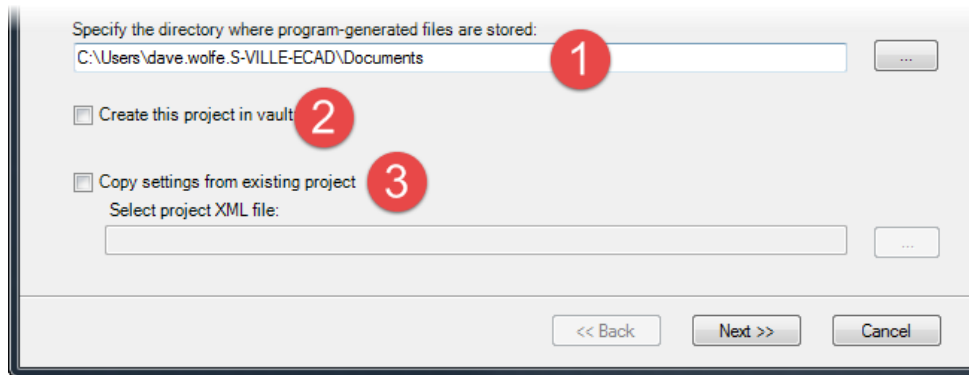 Specify the directory where program-generated files are stored:
C:\Users\dave.wolfe.S-VILLE-ECAD\Documents 1 ...
Create this project in vault 2
Copy settings from existing project 3
Select project XML file:
...
<< Back Next >> Cancel